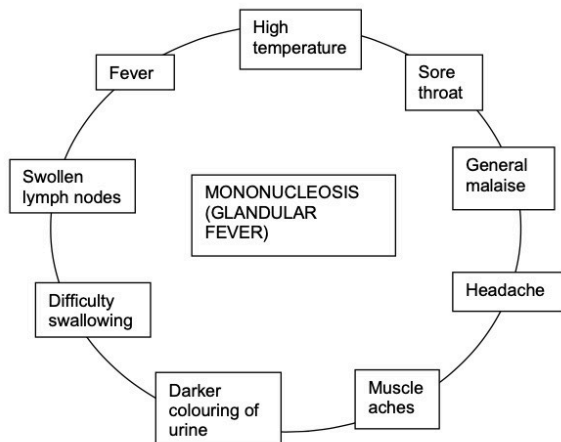 High
temperature
Sore
throat
General
malaise
Headache
Muscle
aches
Darker
colouring of
urine
Difficulty
swallowing
Swollen
lymph nodes
Fever
MONONUCLEOSIS
(GLANDULAR
FEVER)